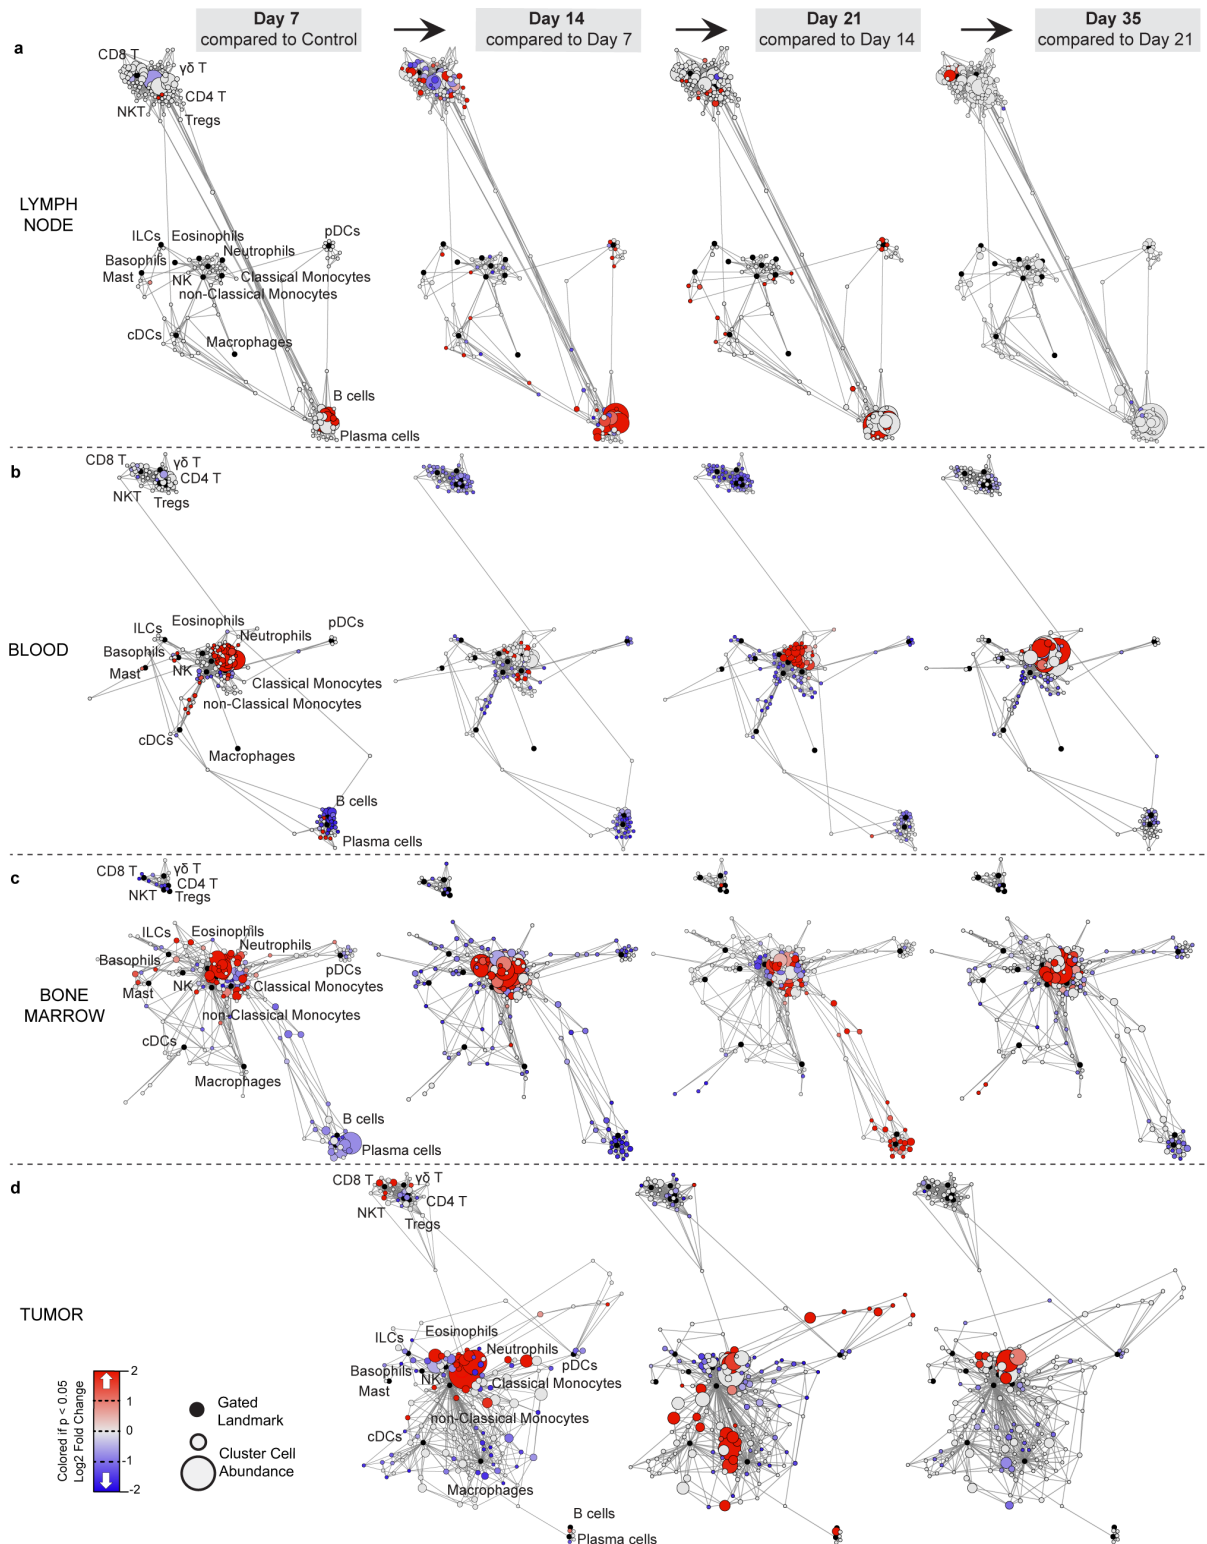 Day 7
compared to Control
Day 14
compared to Day 7
Day 21
compared to Day 14
Day 35
compared to Day 21
a
CD8 T
γδ T
CD4 T
NKT
Tregs
LYMPH
NODE
ILCs
Eosinophils
pDCs
Neutrophils
Basophils
Mast
NK
Classical Monocytes
non-Classical Monocytes
cDCs
Macrophages
B cells
Plasma cells
b
CD8 T
γδ T
CD4 T
NKT
Tregs
BLOOD
ILCs
Eosinophils
pDCs
Neutrophils
Basophils
Mast
NK
Classical Monocytes
non-Classical Monocytes
cDCs
Macrophages
B cells
Plasma cells
c
CD8 T
γδ T
CD4 T
NKT
Tregs
BONE
MARROW
ILCs
Eosinophils
Neutrophils
Basophils
pDCs
Mast
NK
Classical Monocytes
non-Classical Monocytes
cDCs
Macrophages
B cells
Plasma cells
d
CD8 T
γδ T
CD4 T
NKT
Tregs
TUMOR
ILCs
Eosinophils
Neutrophils
Basophils
pDCs
Mast
NK
Classical Monocytes
non-Classical Monocytes
cDCs
Macrophages
B cells
Plasma cells
Colored if p < 0.05
Log2 Fold Change
2
1
0
-1
-2
Gated
Landmark
Cluster Cell
Abundance